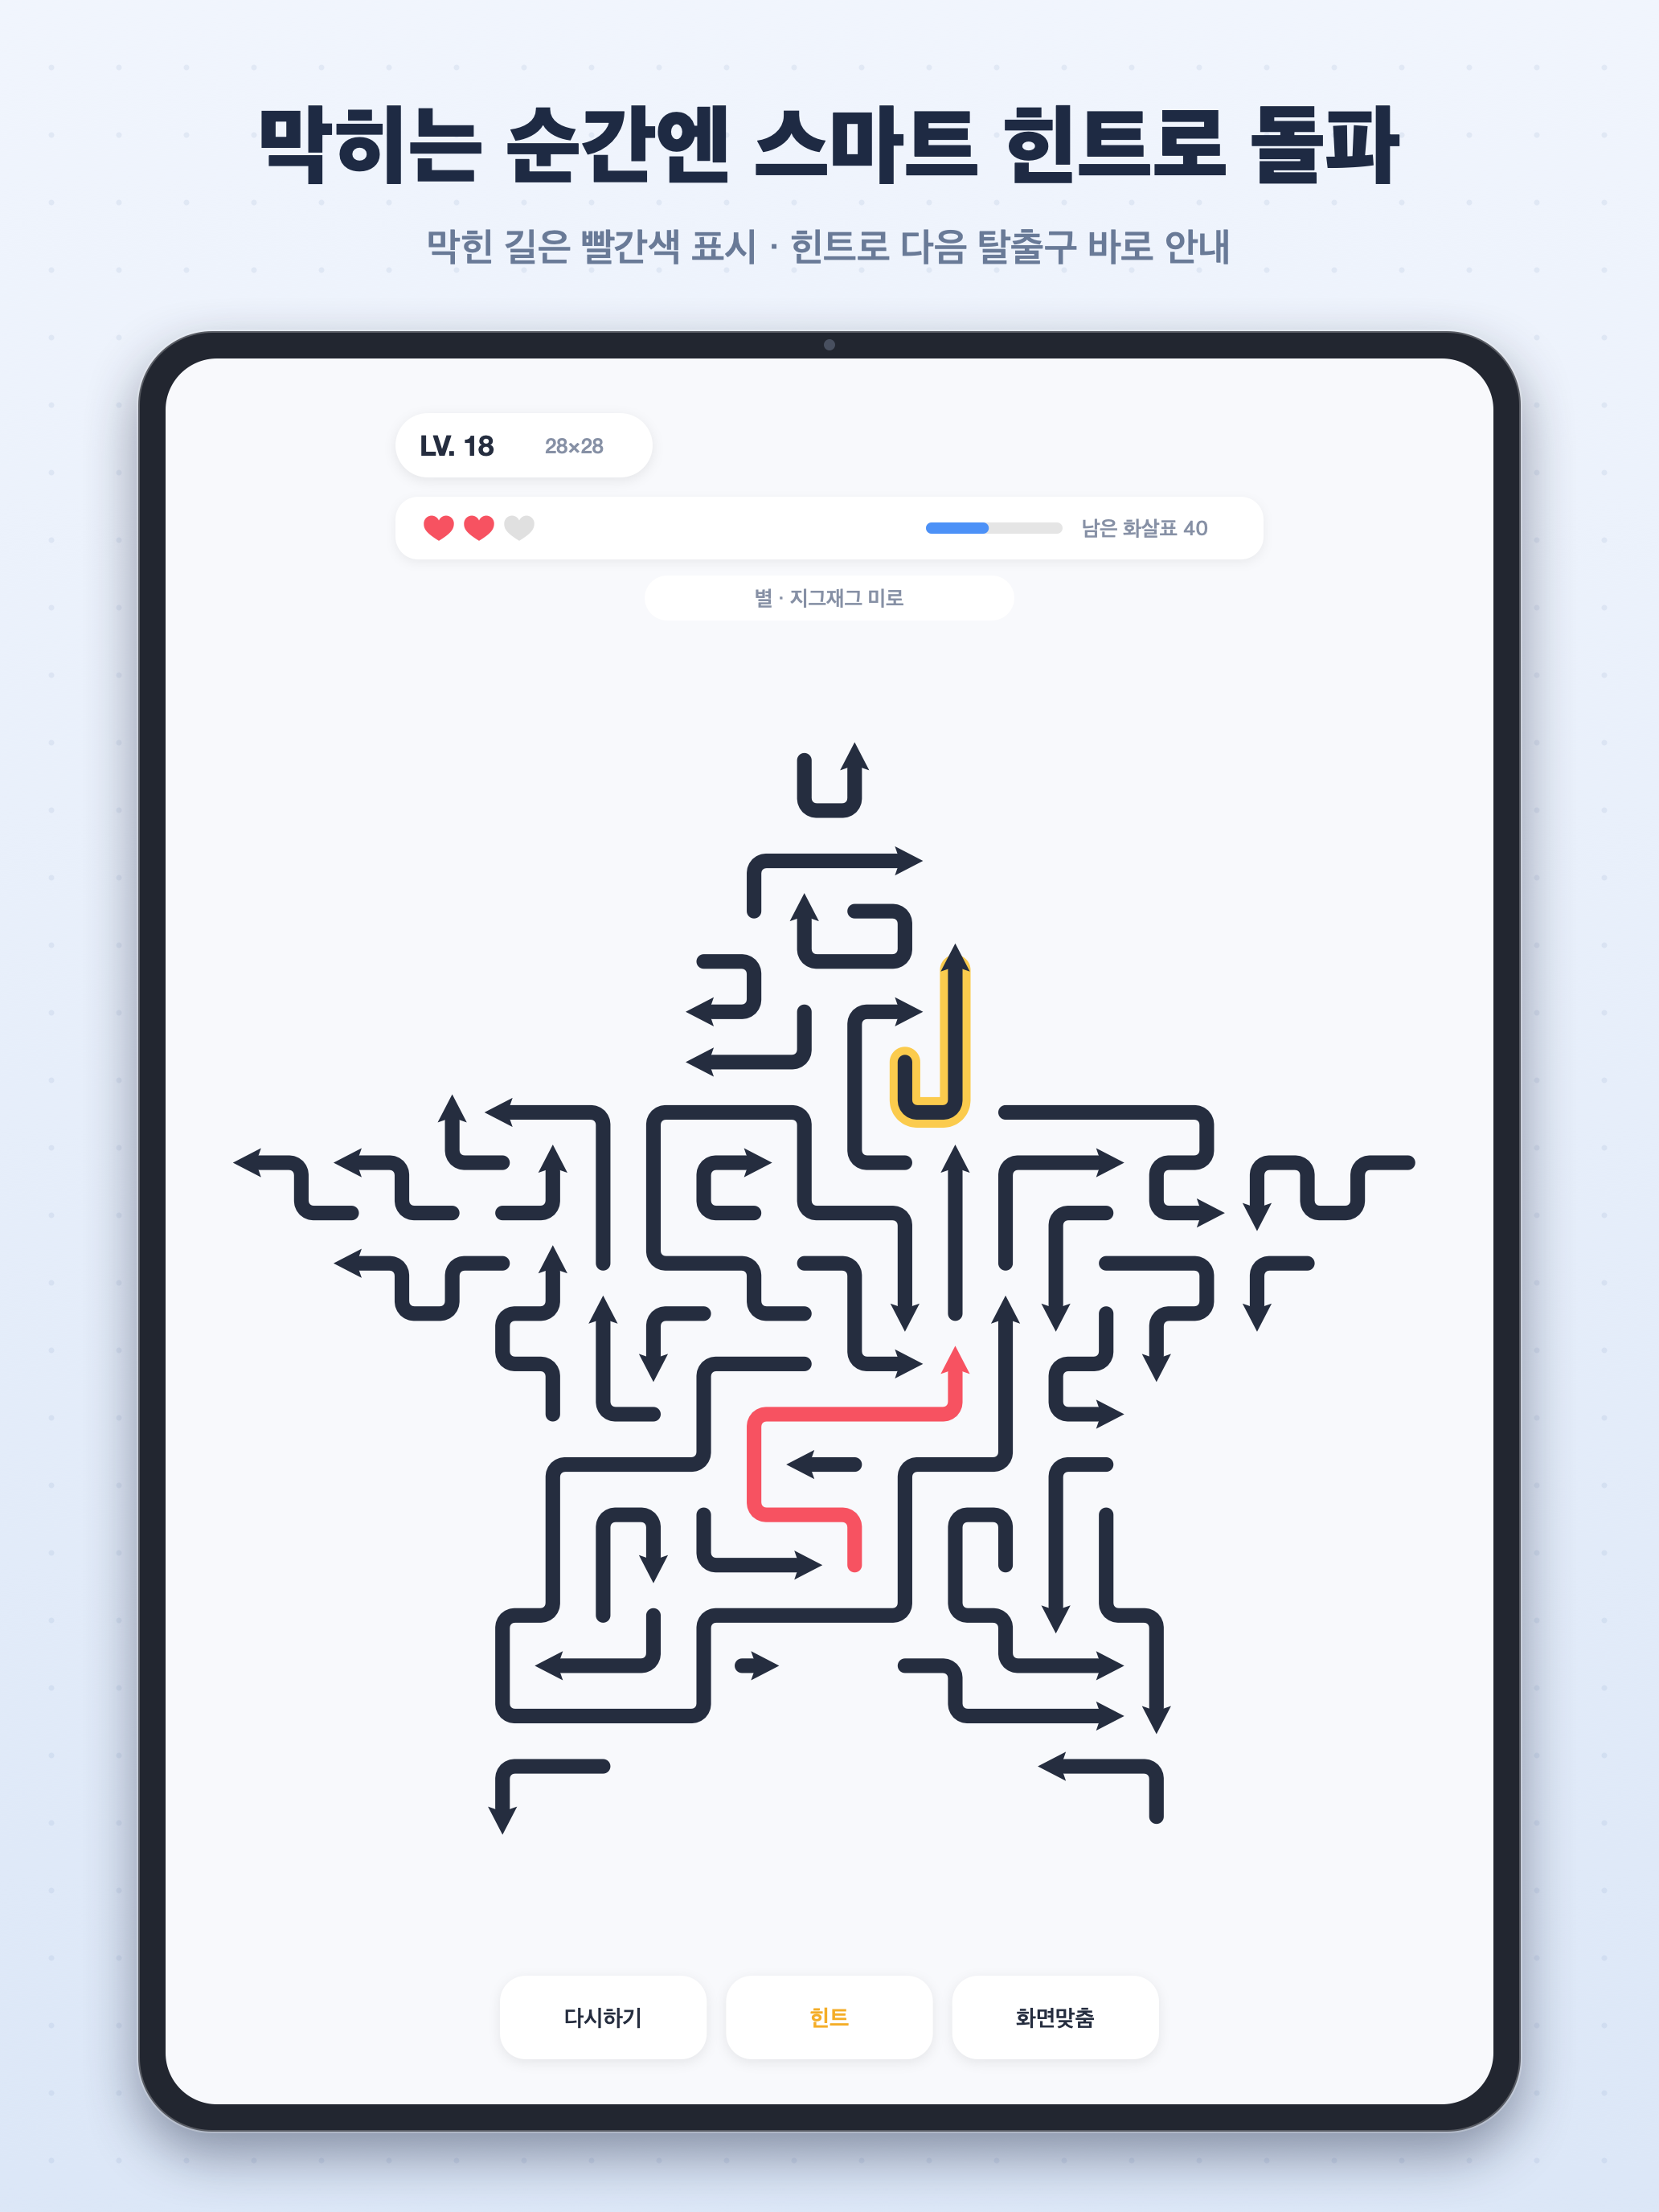 막히는 순간엔 스마트 힌트로 돌파
막힌 길은 빨간색 표시 · 힌트로 다음 탈출구 바로 안내
LV. 18 28×28
남은 화살표 40
별 · 지그재그 미로
다시하기 힌트 화면맞춤